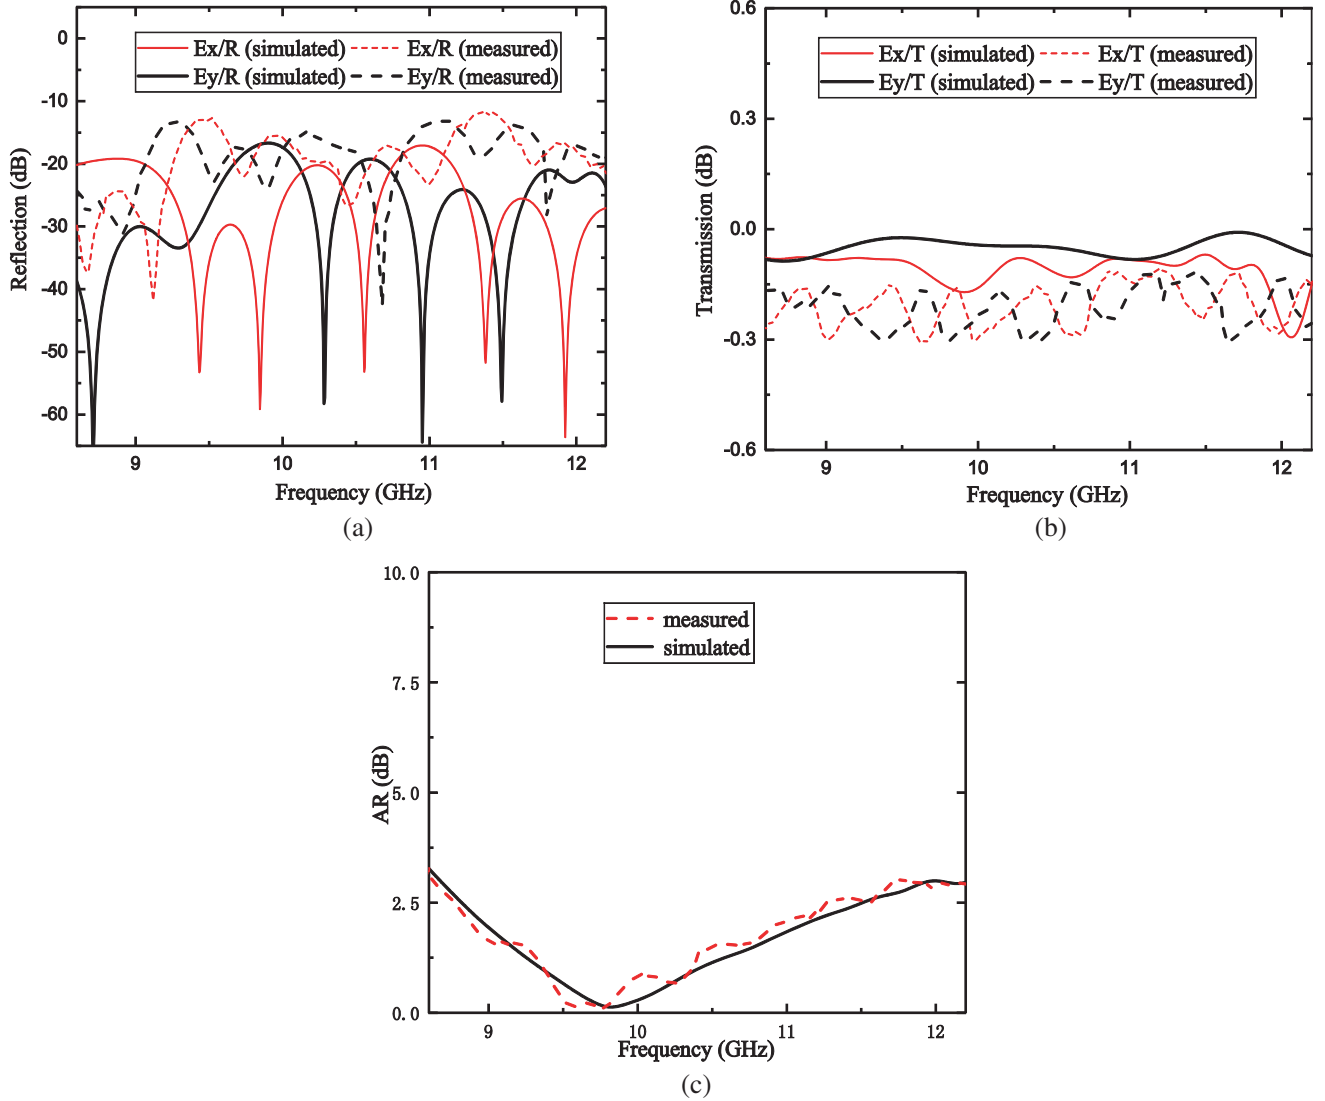 0
-10
-20
-30
-40
-50
-60
Reflection (dB)
Ex/R (simulated) Ex/R (measured)
Ey/R (simulated) Ey/R (measured)
9 10 11 12
Frequency (GHz)
(a)
0.6
0.3
0.0
-0.3
-0.6
Transmission (dB)
Ex/T (simulated) Ex/T (measured)
Ey/T (simulated) Ey/T (measured)
9 10 11 12
Frequency (GHz)
(b)
10.0
7.5
5.0
2.5
0.0
AR (dB)
measured
simulated
9 10 11 12
Frequency (GHz)
(c)